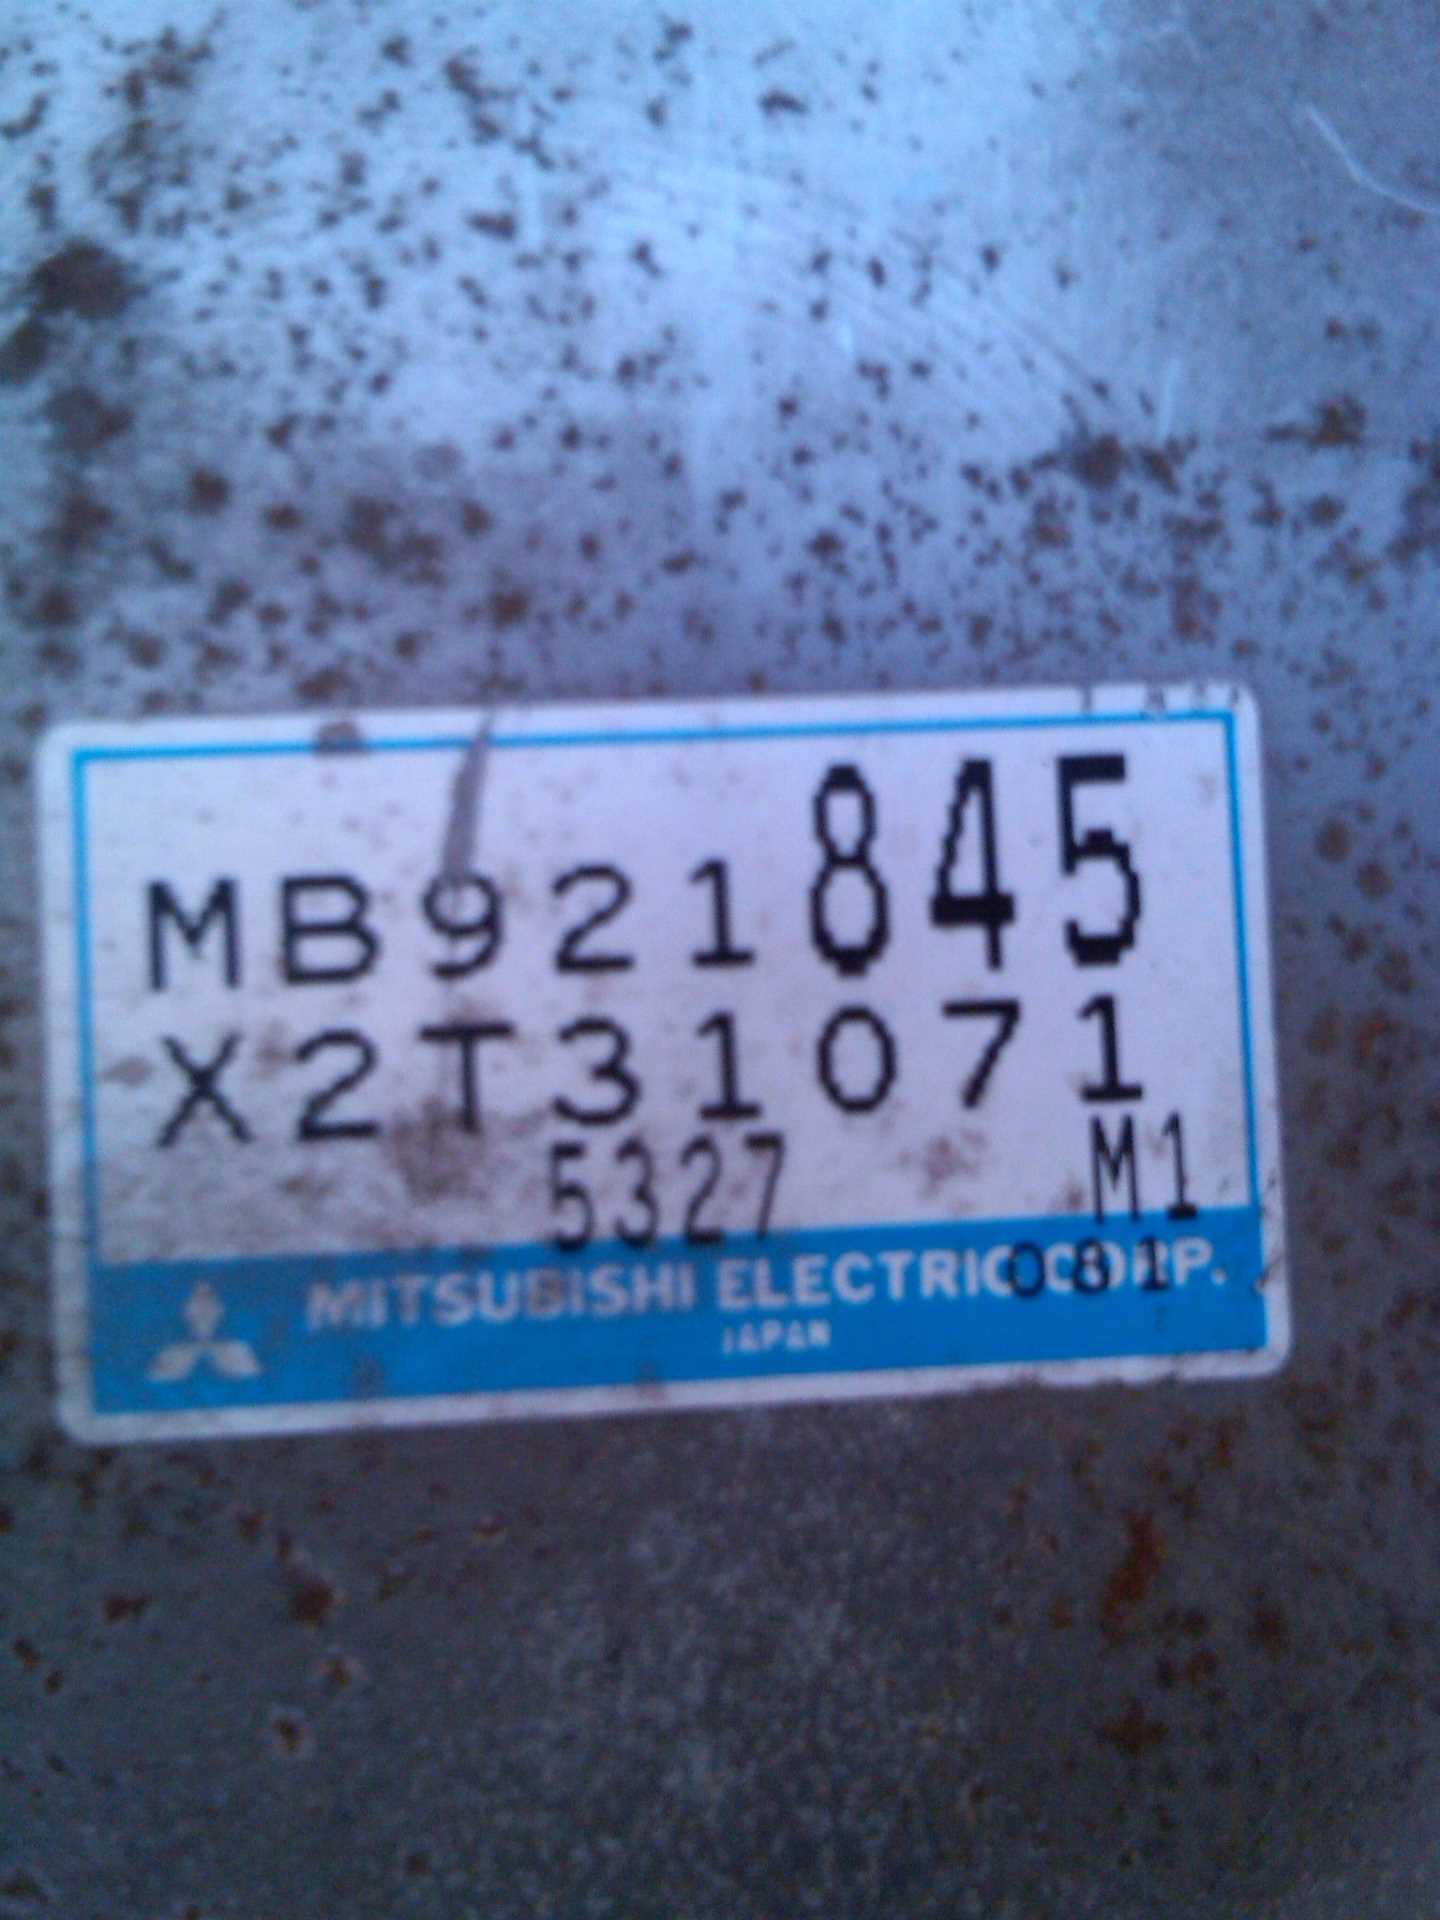 MB921845
X2T31071
5327 M1
081
MITSUBISHI ELECTRIC CORP.
JAPAN